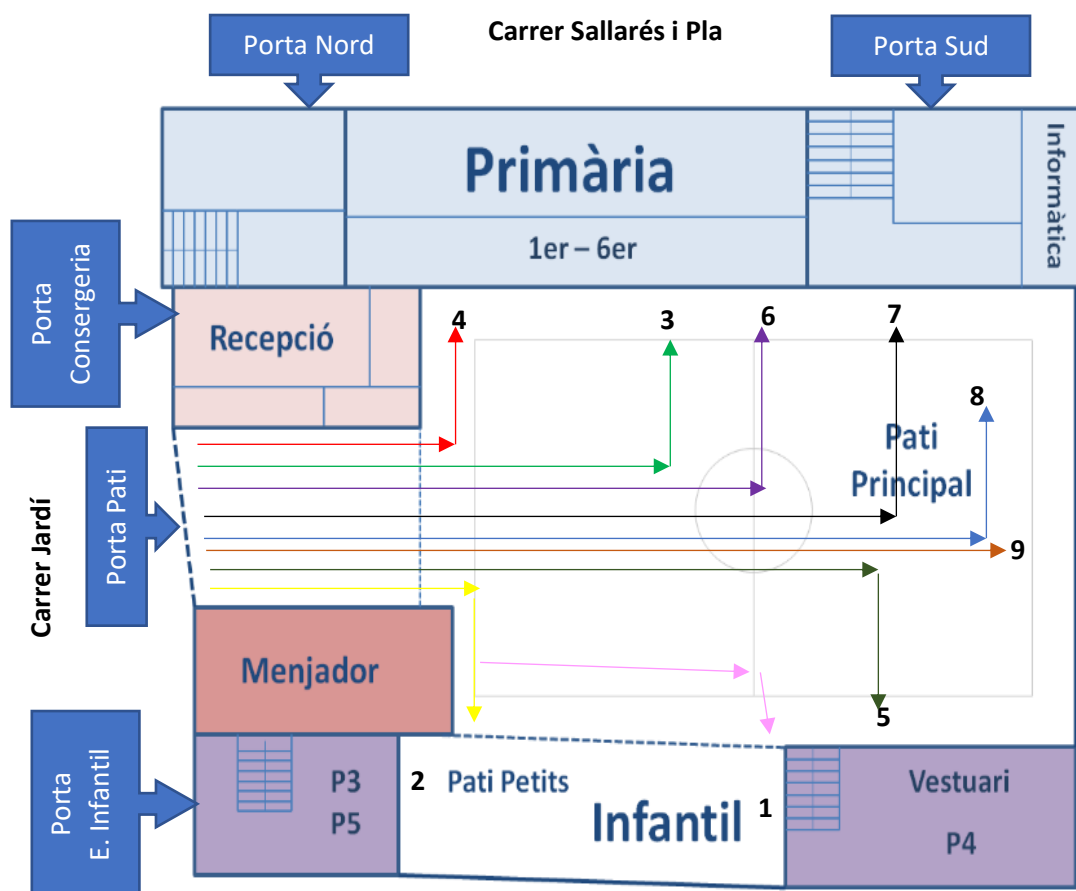 Carrer Sallarés i Pla
Porta Nord
Porta Sud
Primària
1er – 6er
Informàtica
Porta
Consergeria
Recepció
4
3
6
7
8
Pati
Principal
Porta Pati
Carrer Jardí
9
Menjador
5
Porta
E. Infantil
P3
P5
2
Pati Petits
Infantil
1
Vestuari
P4